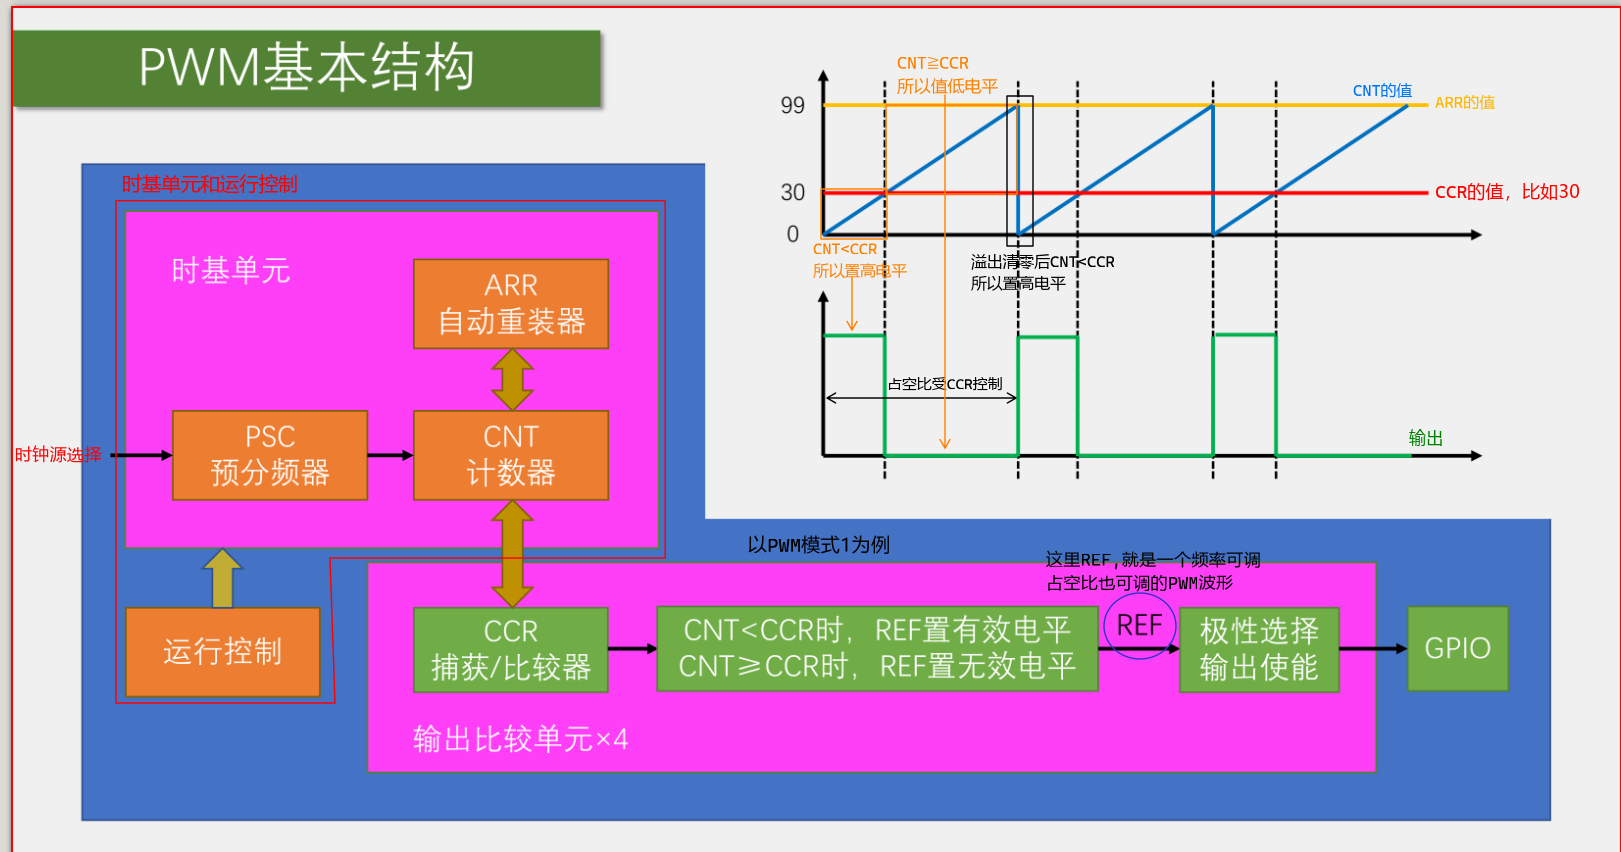 PWM基本结构
CNT≧CCR
所以值低电平
CNT的值
ARR的值
99
30
0
CCR的值，比如30
CNT<CCR
所以置高电平
溢出清零后CNT<CCR
所以置高电平
占空比受CCR控制
输出
时基单元和运行控制
时基单元
ARR
自动重装器
时钟源选择
PSC
预分频器
CNT
计数器
运行控制
以PWM模式1为例
这里REF,就是一个频率可调
占空比也可调的PWM波形
CCR
捕获/比较器
CNT<CCR时，REF置有效电平
CNT≥CCR时，REF置无效电平
REF
极性选择
输出使能
GPIO
输出比较单元×4